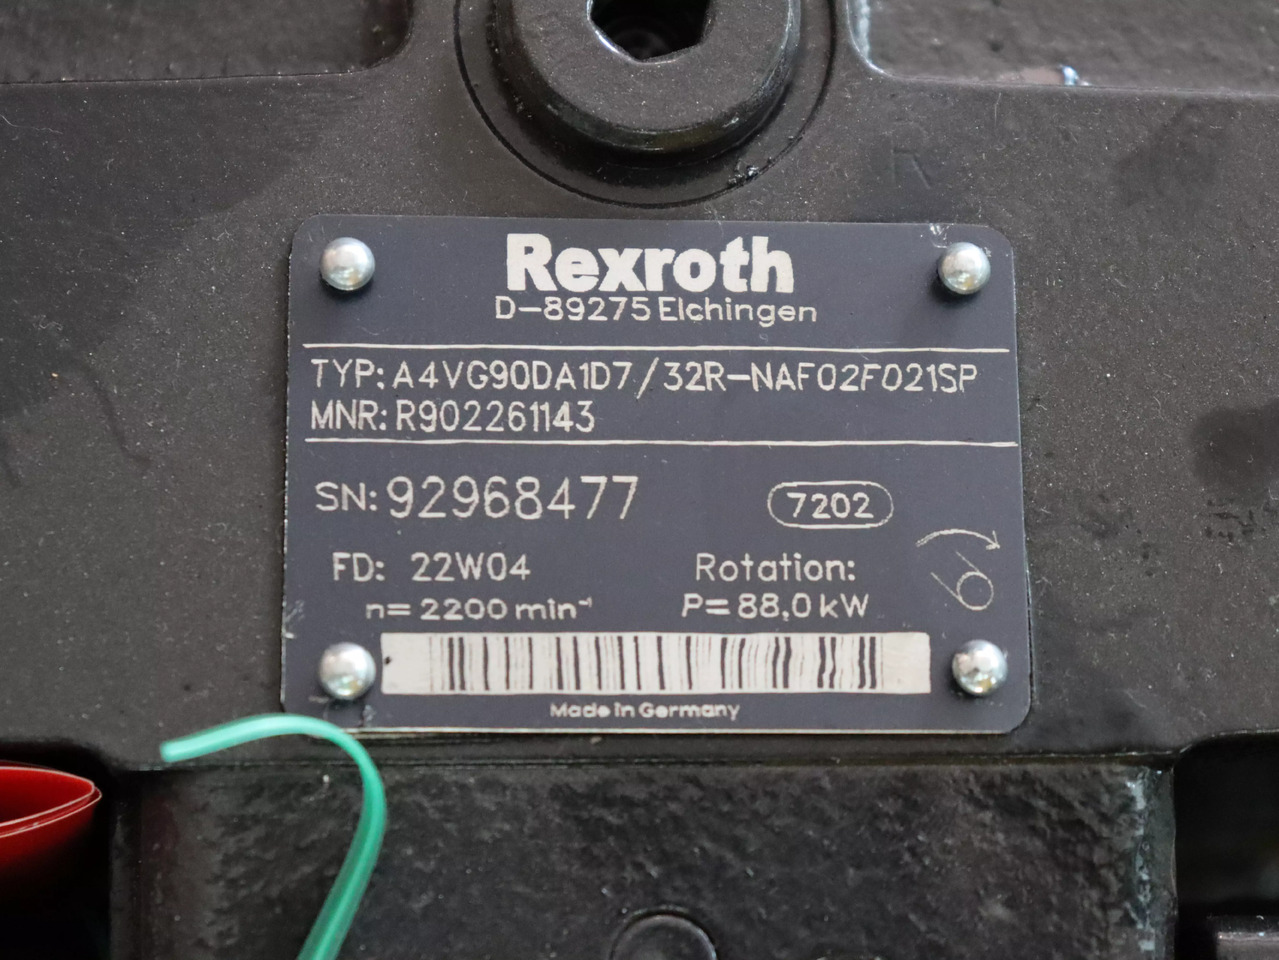 R
Rexroth
D-89275 Elchingen
TYP: A4VG90DA1D7/32R-NAF02F021SP
MNR: R902261143
SN: 92968477
7202
FD: 22W04
Rotation:
n= 2200 min⁻¹
P= 88,0 kW
Made in Germany